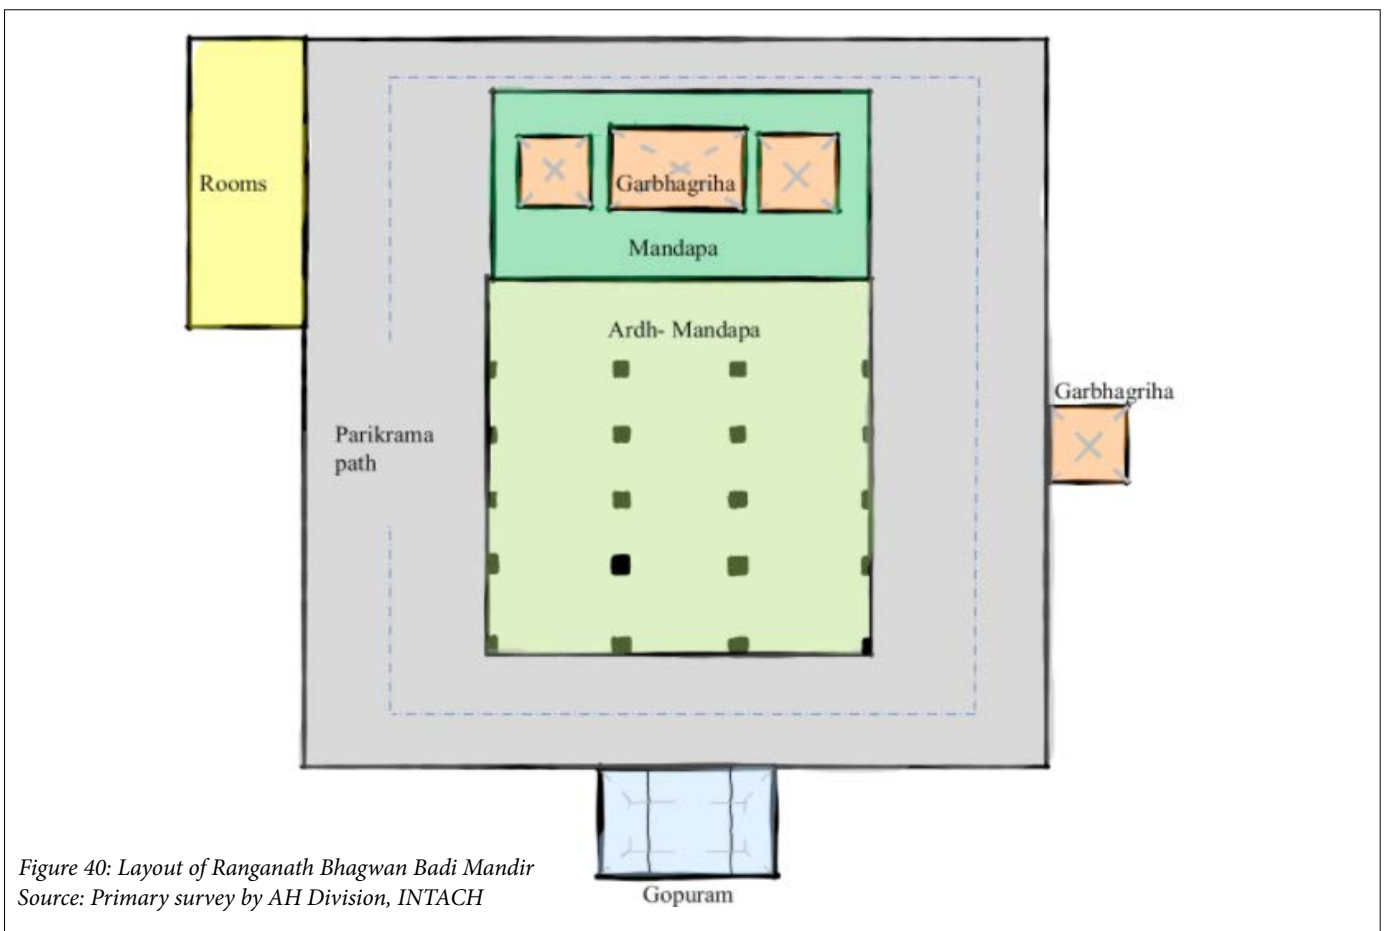 Rooms
Garbhagriha
Mandapa
Ardh- Mandapa
Garbhagriha
Parikrama
path
Figure 40: Layout of Ranganath Bhagwan Badi Mandir
Source: Primary survey by AH Division, INTACH
Gopuram